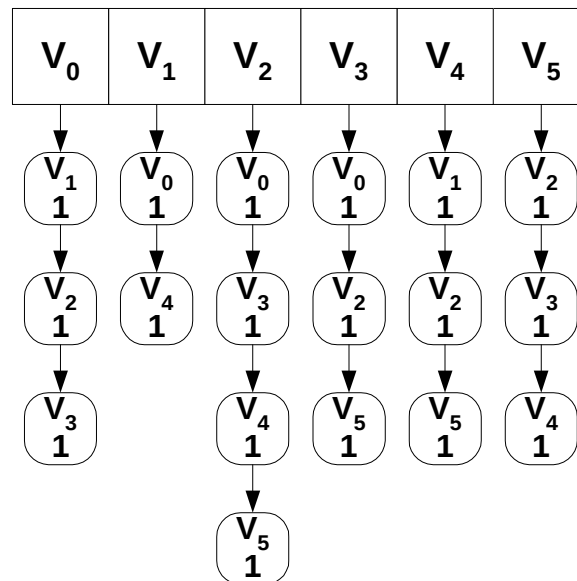 V0 V1 V2 V3 V4 V5
V1 V0 V0 V0 V1 V2
1 1 1 1 1 1
V2 V4 V3 V2 V2 V3
1 1 1 1 1 1
V3 V4 V5 V5 V4
1 1 1 1 1
V5
1